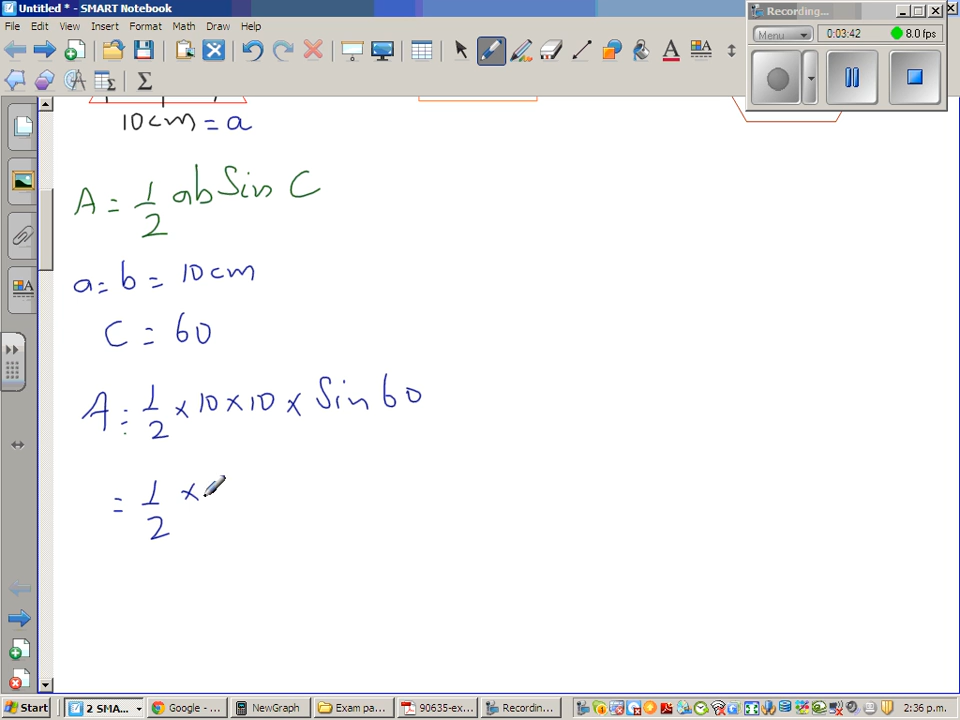 Untitled * - SMART Notebook
File Edit View Insert Format Math Draw Help
Recording...
Menu 0:03:42 8.0 fps
10cm = a
A = 1/2 ab Sin C
a = b = 10cm
C = 60
A = 1/2 × 10 × 10 × Sin 60
= 1/2 ×
Start 2 SMA... Google - ... NewGraph Exam pa... 90635-ex... Recordin... 2:36 p.m.